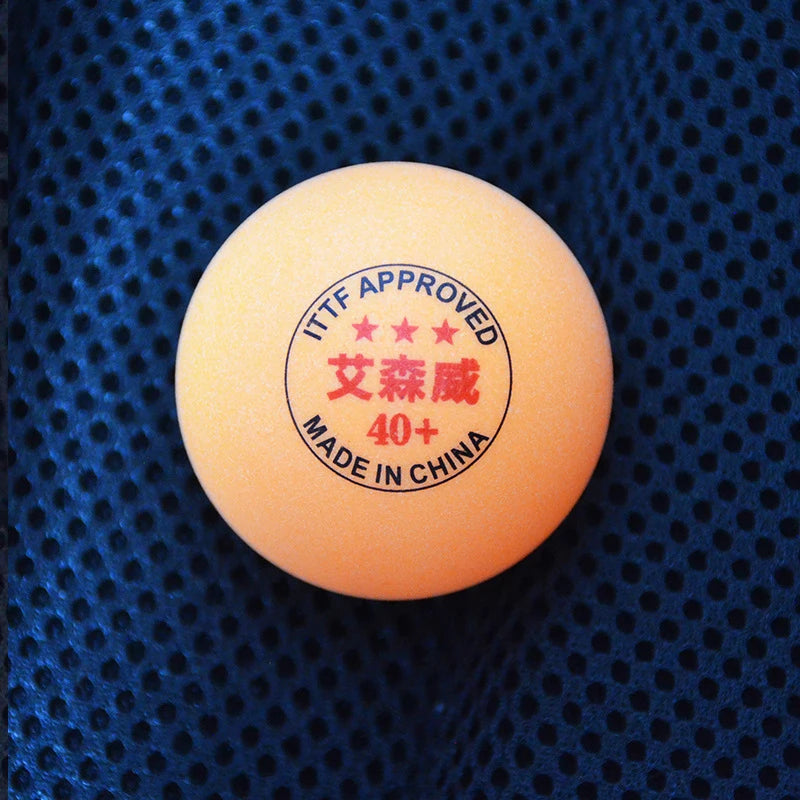 ITTF APPROVED
★★★
艾森威
40+
MADE IN CHINA